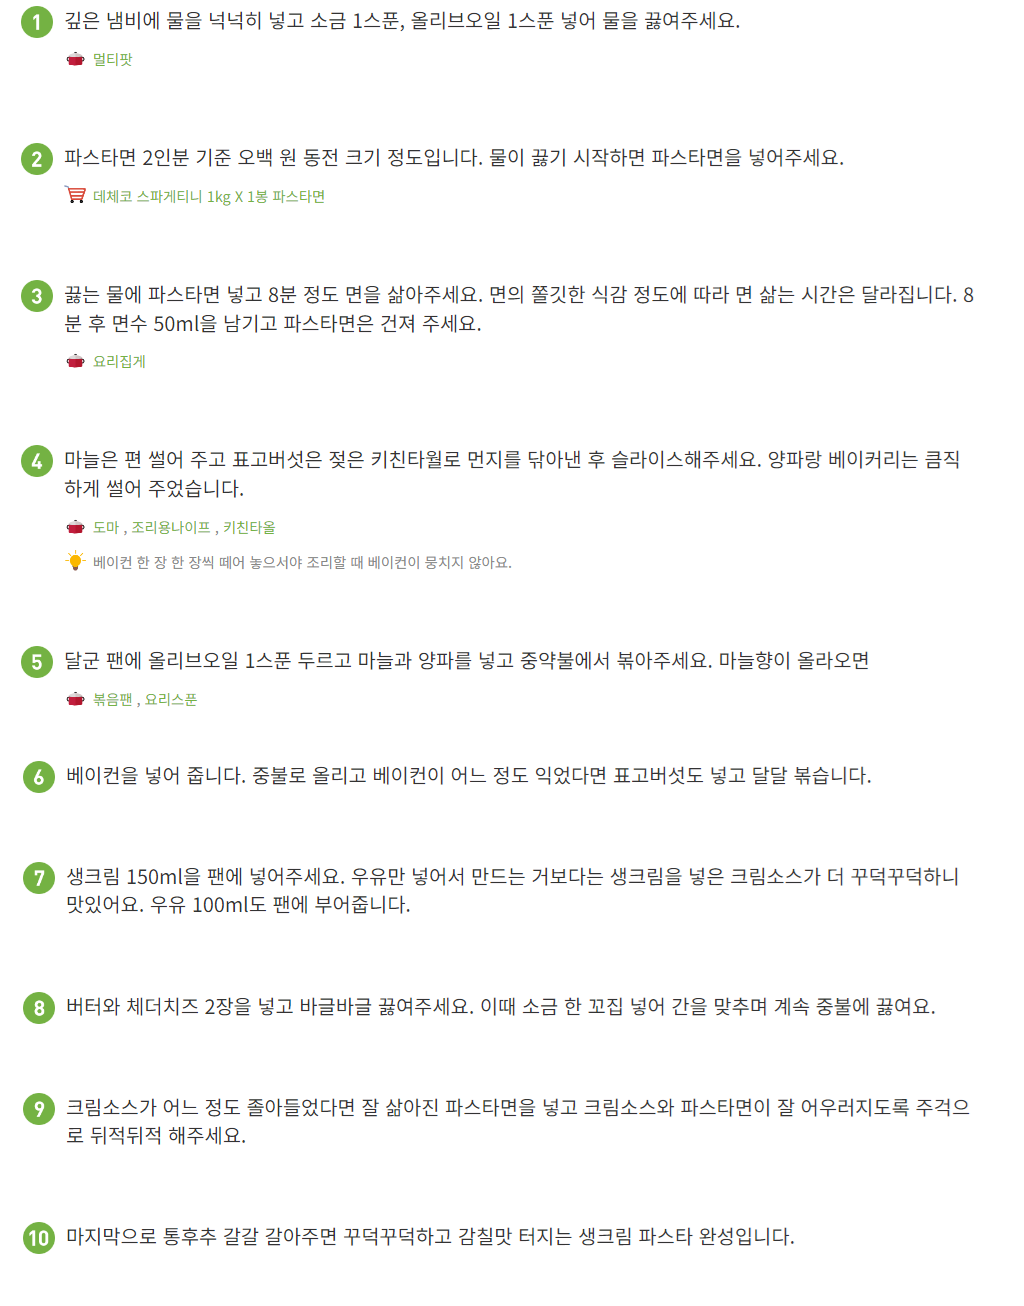 1 깊은 냄비에 물을 넉넉히 넣고 소금 1스푼, 올리브오일 1스푼 넣어 물을 끓여주세요.
멀티팟
2 파스타면 2인분 기준 오백 원 동전 크기 정도입니다. 물이 끓기 시작하면 파스타면을 넣어주세요.
데체코 스파게티니 1kg X 1봉 파스타면
3 끓는 물에 파스타면 넣고 8분 정도 면을 삶아주세요. 면의 쫄깃한 식감 정도에 따라 면 삶는 시간은 달라집니다. 8
분 후 면수 50ml을 남기고 파스타면은 건져 주세요.
요리집게
4 마늘은 편 썰어 주고 표고버섯은 젖은 키친타월로 먼지를 닦아낸 후 슬라이스해주세요. 양파랑 베이커리는 큼직
하게 썰어 주었습니다.
도마 , 조리용나이프 , 키친타올
베이컨 한 장 한 장씩 떼어 놓으셔야 조리할 때 베이컨이 뭉치지 않아요.
5 달군 팬에 올리브오일 1스푼 두르고 마늘과 양파를 넣고 중약불에서 볶아주세요. 마늘향이 올라오면
볶음팬 , 요리스푼
6 베이컨을 넣어 줍니다. 중불로 올리고 베이컨이 어느 정도 익었다면 표고버섯도 넣고 달달 볶습니다.
7 생크림 150ml을 팬에 넣어주세요. 우유만 넣어서 만드는 거보다는 생크림을 넣은 크림소스가 더 꾸덕꾸덕하니
맛있어요. 우유 100ml도 팬에 부어줍니다.
8 버터와 체더치즈 2장을 넣고 바글바글 끓여주세요. 이때 소금 한 꼬집 넣어 간을 맞추며 계속 중불에 끓여요.
9 크림소스가 어느 정도 졸아들었다면 잘 삶아진 파스타면을 넣고 크림소스와 파스타면이 잘 어우러지도록 주걱으
로 뒤적뒤적 해주세요.
10 마지막으로 통후추 갈갈 갈아주면 꾸덕꾸덕하고 감칠맛 터지는 생크림 파스타 완성입니다.